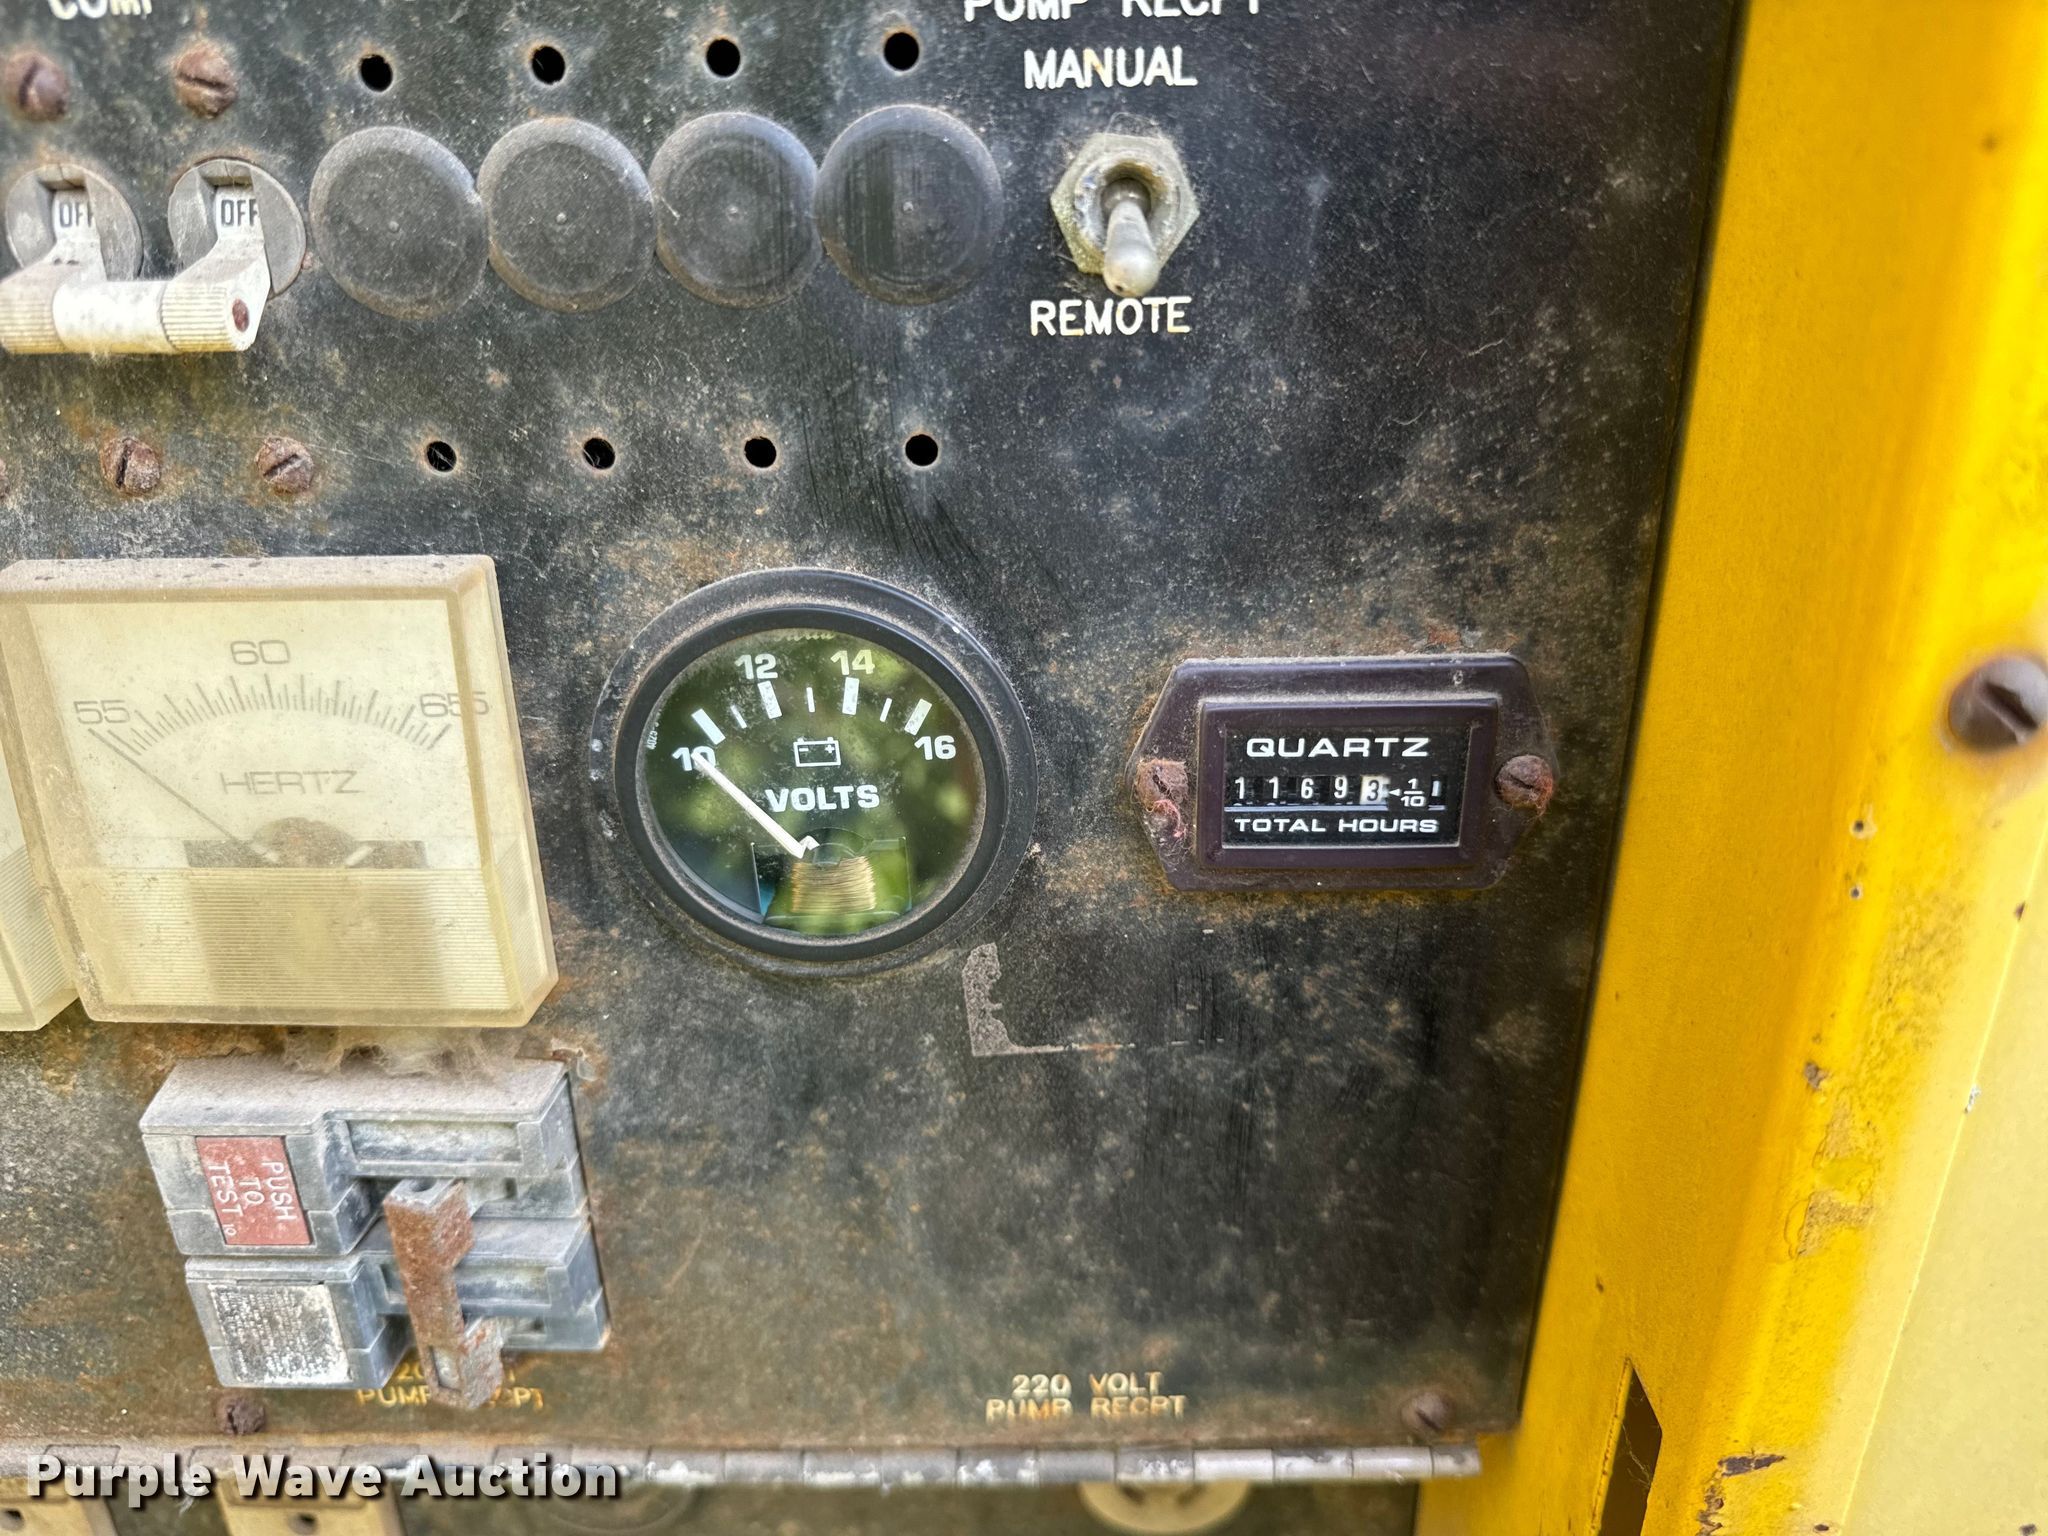 PUMP RECPT
MANUAL
OFF
OFF
REMOTE
55 60 65
HERTZ
10 12 14 16
VOLTS
QUARTZ
1 1 6 9 3 1/10
TOTAL HOURS
PUSH
TO
TEST
220 VOLT
PUMP RECPT
Purple Wave Auction